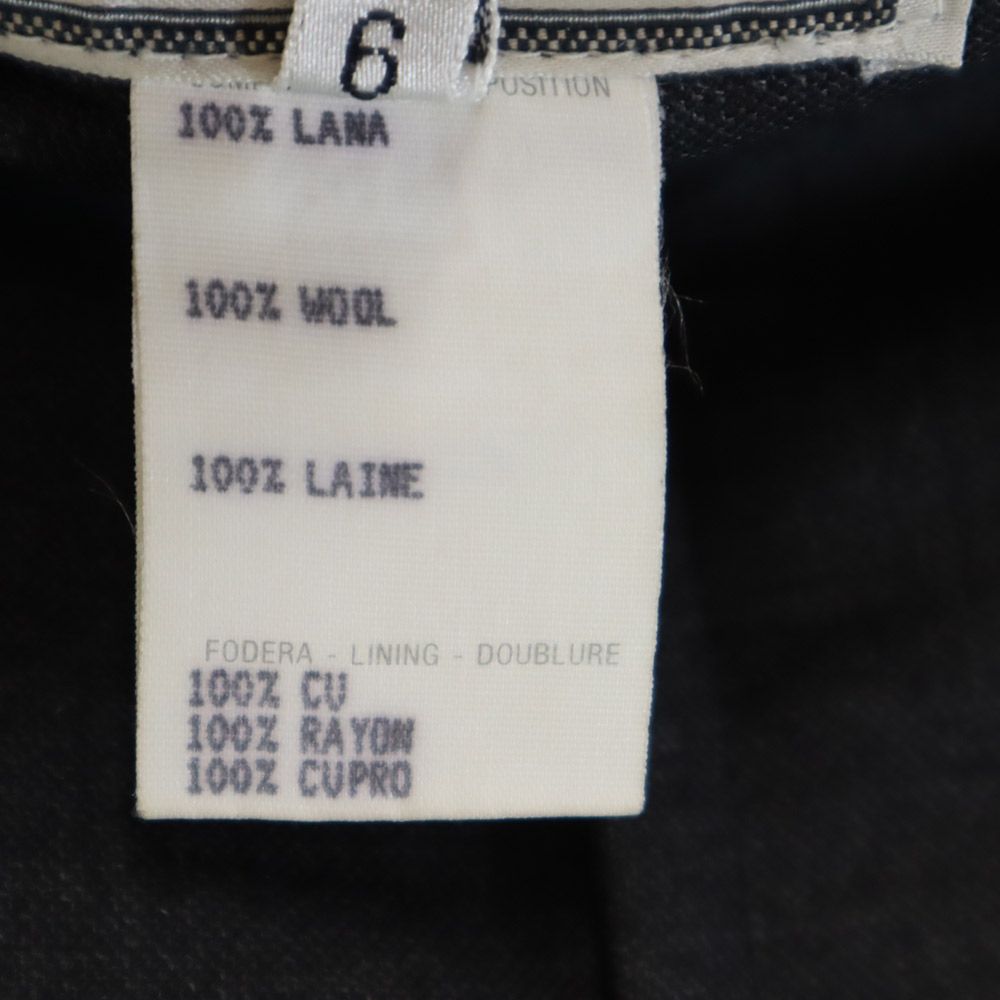 6
POSITION
100% LANA
100% WOOL
100% LAINE
FODERA - LINING - DOUBLURE
100% CU
100% RAYON
100% CUPRO